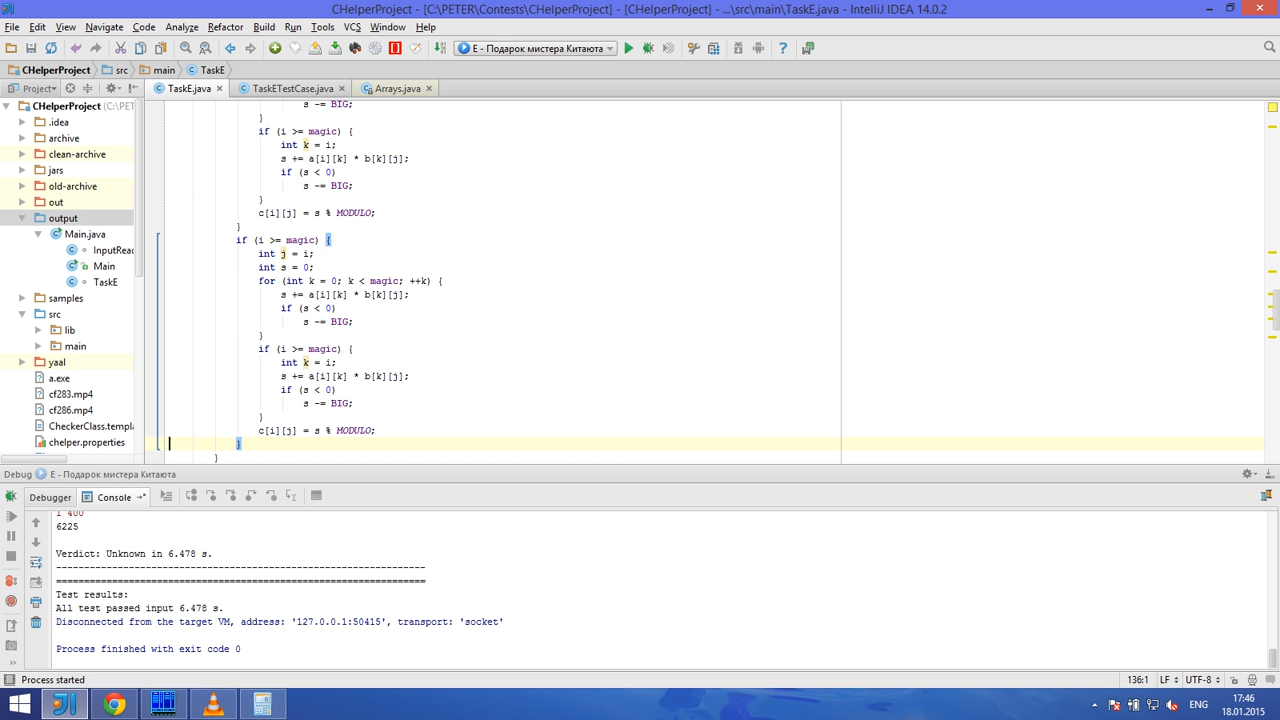 CHelperProject - [C:\PETER\Contests\CHelperProject] - [CHelperProject] - ...\src\main\TaskE.java - IntelliJ IDEA 14.0.2
File Edit View Navigate Code Analyze Refactor Build Run Tools VCS Window Help
E - Подарок мистера Китаюта
CHelperProject src main TaskE
Project TaskE.java TaskETestCase.java Arrays.java
CHelperProject (C:\PET
.idea
archive
clean-archive
jars
old-archive
out
output
Main.java
InputRead
Main
TaskE
samples
src
lib
main
yaal
a.exe
cf283.mp4
cf286.mp4
CheckerClass.templa
chelper.properties
s -= BIG;
}
if (i >= magic) {
int k = i;
s += a[i][k] * b[k][j];
if (s < 0)
s -= BIG;
}
c[i][j] = s % MODULO;
}
if (i >= magic) {
int j = i;
int s = 0;
for (int k = 0; k < magic; ++k) {
s += a[i][k] * b[k][j];
if (s < 0)
s -= BIG;
}
if (i >= magic) {
int k = i;
s += a[i][k] * b[k][j];
if (s < 0)
s -= BIG;
}
c[i][j] = s % MODULO;
}
}
Debug E - Подарок мистера Китаюта
Debugger Console
1 400
6225
Verdict: Unknown in 6.478 s.
------------------------------------------------------------------
==================================================================
Test results:
All test passed input 6.478 s.
Disconnected from the target VM, address: '127.0.0.1:50415', transport: 'socket'
Process finished with exit code 0
Process started 136:1 LF UTF-8
ENG
17:46
18.01.2015